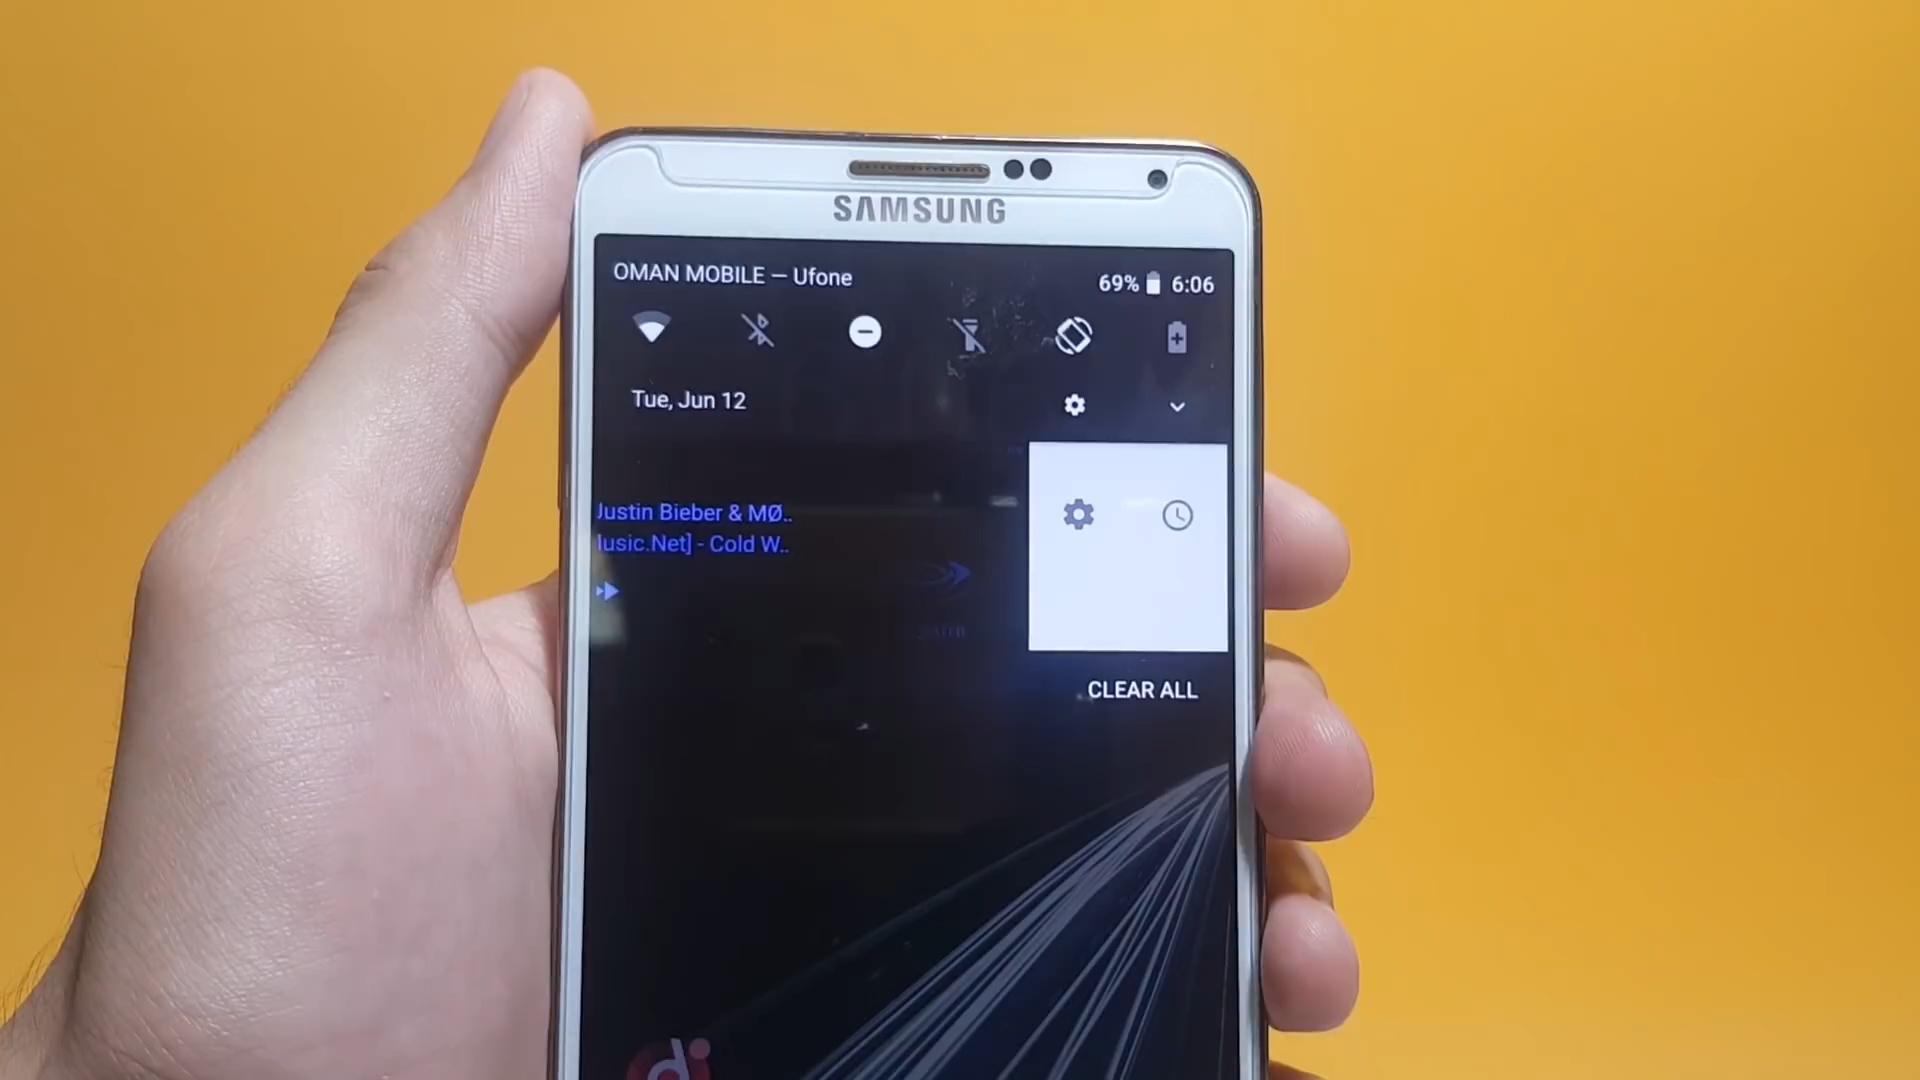 SAMSUNG
OMAN MOBILE — Ufone
69% 6:06
Tue, Jun 12
Justin Bieber & MØ..
lusic.Net] - Cold W..
CLEAR ALL